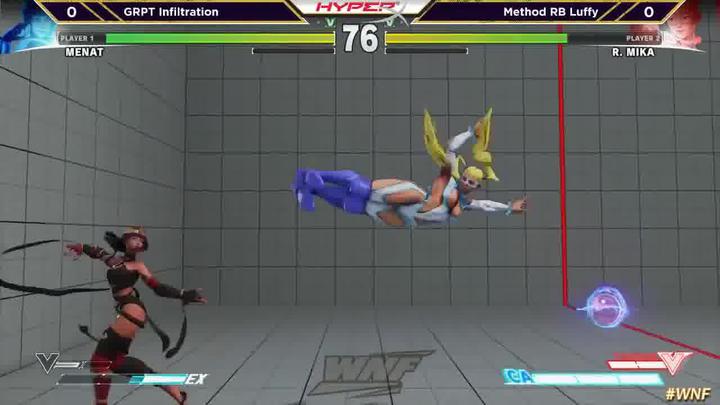 0 GRPT Infiltration HYPER Method RB Luffy 0
PLAYER 1 V 76 PLAYER 2
MENAT R. MIKA
V EX WNF CA V
#WNF